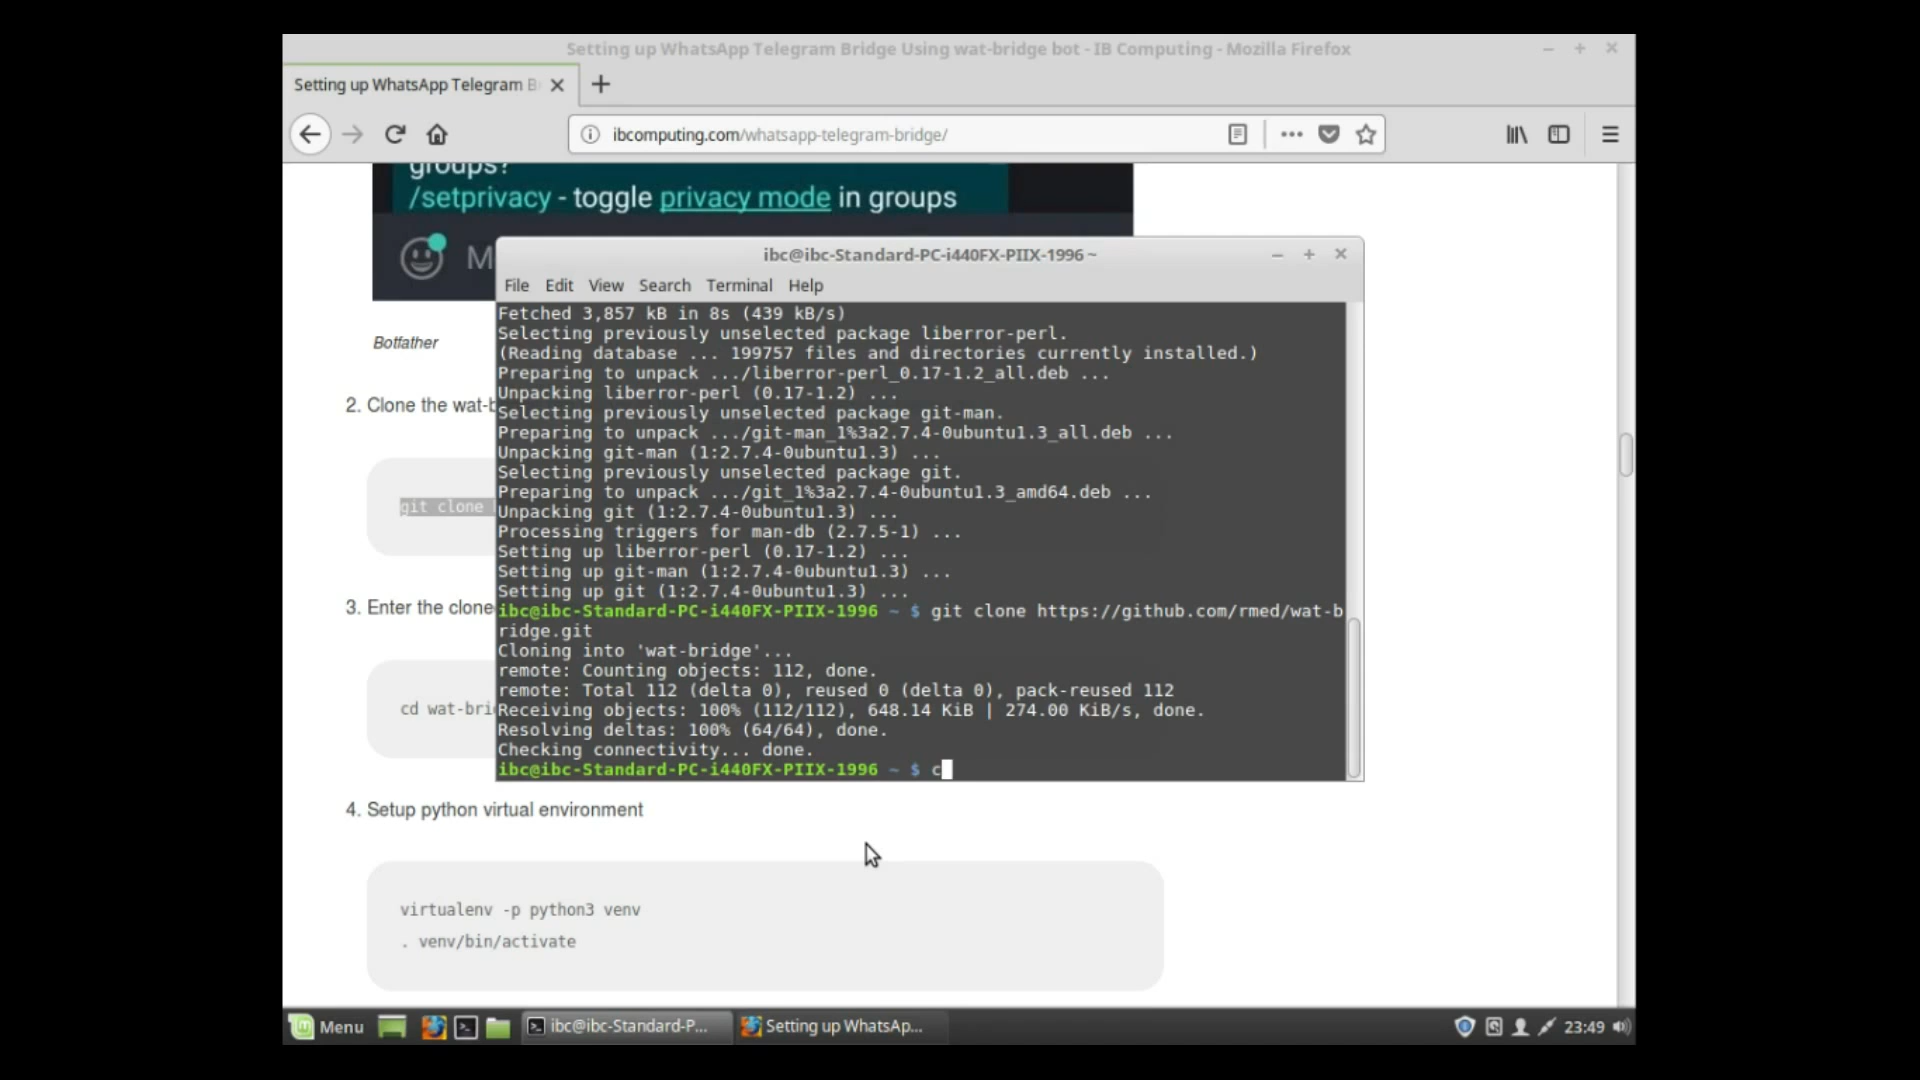 Setting up WhatsApp Telegram Bridge Using wat-bridge bot - IB Computing - Mozilla Firefox
Setting up WhatsApp Telegram B
ibcomputing.com/whatsapp-telegram-bridge/
groups?
/setprivacy - toggle privacy mode in groups
M
Botfather
2. Clone the wat-b
git clone
3. Enter the clone
cd wat-bri
ibc@ibc-Standard-PC-i440FX-PIIX-1996 ~
File Edit View Search Terminal Help
Fetched 3,857 kB in 8s (439 kB/s)
Selecting previously unselected package liberror-perl.
(Reading database ... 199757 files and directories currently installed.)
Preparing to unpack .../liberror-perl_0.17-1.2_all.deb ...
Unpacking liberror-perl (0.17-1.2) ...
Selecting previously unselected package git-man.
Preparing to unpack .../git-man_1%3a2.7.4-0ubuntu1.3_all.deb ...
Unpacking git-man (1:2.7.4-0ubuntu1.3) ...
Selecting previously unselected package git.
Preparing to unpack .../git_1%3a2.7.4-0ubuntu1.3_amd64.deb ...
Unpacking git (1:2.7.4-0ubuntu1.3) ...
Processing triggers for man-db (2.7.5-1) ...
Setting up liberror-perl (0.17-1.2) ...
Setting up git-man (1:2.7.4-0ubuntu1.3) ...
Setting up git (1:2.7.4-0ubuntu1.3) ...
ibc@ibc-Standard-PC-i440FX-PIIX-1996 ~ $ git clone https://github.com/rmed/wat-b
ridge.git
Cloning into 'wat-bridge'...
remote: Counting objects: 112, done.
remote: Total 112 (delta 0), reused 0 (delta 0), pack-reused 112
Receiving objects: 100% (112/112), 648.14 KiB | 274.00 KiB/s, done.
Resolving deltas: 100% (64/64), done.
Checking connectivity... done.
ibc@ibc-Standard-PC-i440FX-PIIX-1996 ~ $ c
4. Setup python virtual environment
virtualenv -p python3 venv
. venv/bin/activate
Menu ibc@ibc-Standard-P... Setting up WhatsAp... 23:49